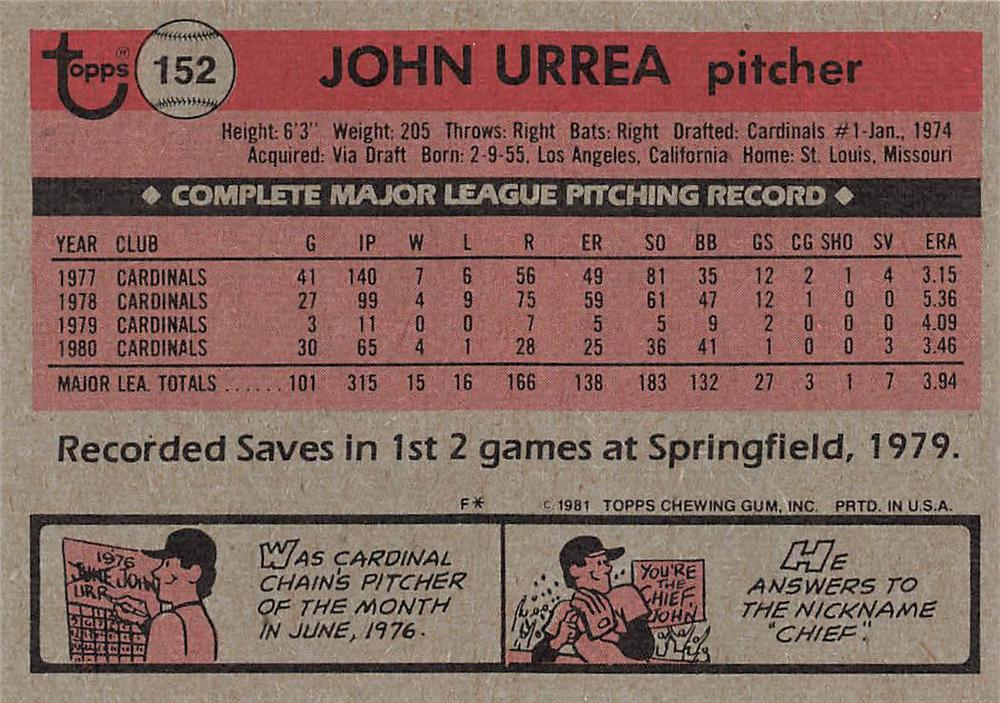 topps® 152 JOHN URREA pitcher
Height: 6'3" Weight: 205 Throws: Right Bats: Right Drafted: Cardinals #1-Jan., 1974
Acquired: Via Draft Born: 2-9-55, Los Angeles, California Home: St. Louis, Missouri
◆ COMPLETE MAJOR LEAGUE PITCHING RECORD ◆
YEAR CLUB G IP W L R ER SO BB GS CG SHO SV ERA
1977 CARDINALS 41 140 7 6 56 49 81 35 12 2 1 4 3.15
1978 CARDINALS 27 99 4 9 75 59 61 47 12 1 0 0 5.36
1979 CARDINALS 3 11 0 0 7 5 5 9 2 0 0 0 4.09
1980 CARDINALS 30 65 4 1 28 25 36 41 1 0 0 3 3.46
MAJOR LEA. TOTALS ......101 315 15 16 166 138 183 132 27 3 1 7 3.94
Recorded Saves in 1st 2 games at Springfield, 1979.
F* © 1981 TOPPS CHEWING GUM, INC. PRTD. IN U.S.A.
1976
JUNE JOHN
URR
WAS CARDINAL
CHAIN'S PITCHER
OF THE MONTH
IN JUNE, 1976.
YOU'RE
THE
CHIEF
JOHN
HE
ANSWERS TO
THE NICKNAME
"CHIEF".